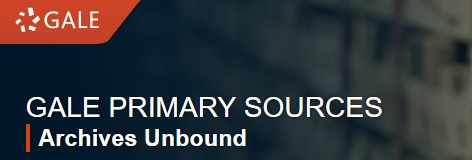 GALE
GALE PRIMARY SOURCES
Archives Unbound